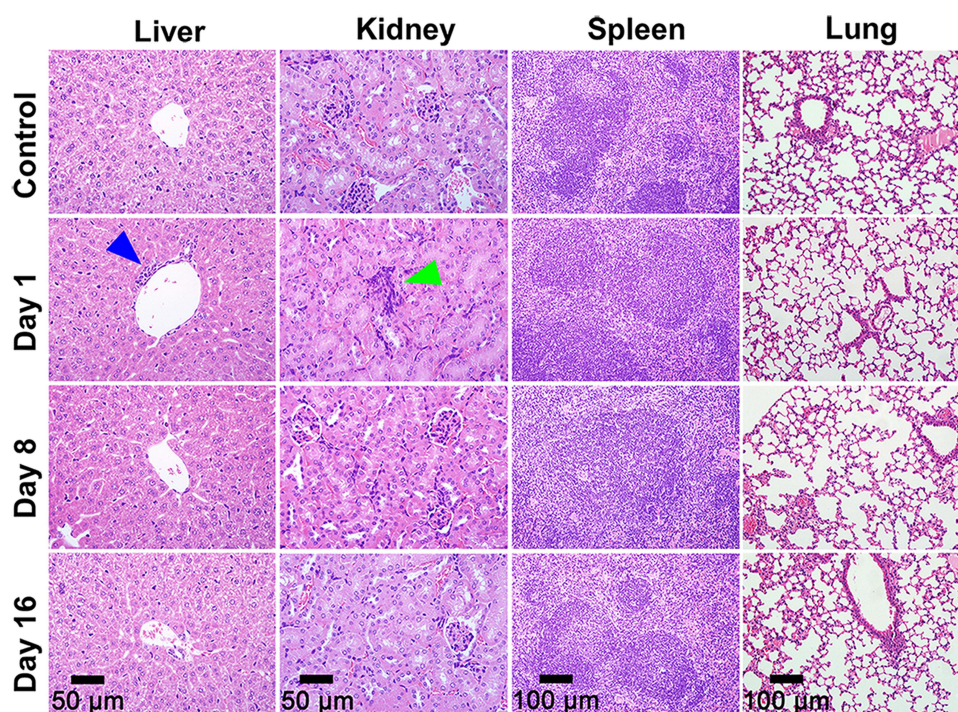 Liver Kidney Spleen Lung
Control
Day 1
Day 8
Day 16
50 µm 50 µm 100 µm 100 µm